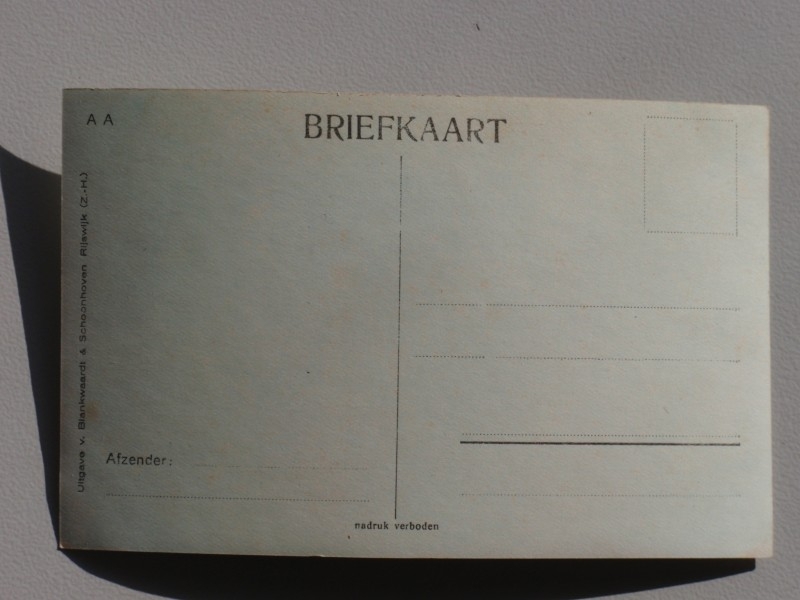 A A
BRIEFKAART
Uitgave v. Blankwaardt & Schoonhoven Rijswijk (Z.-H.)
Afzender:
nadruk verboden